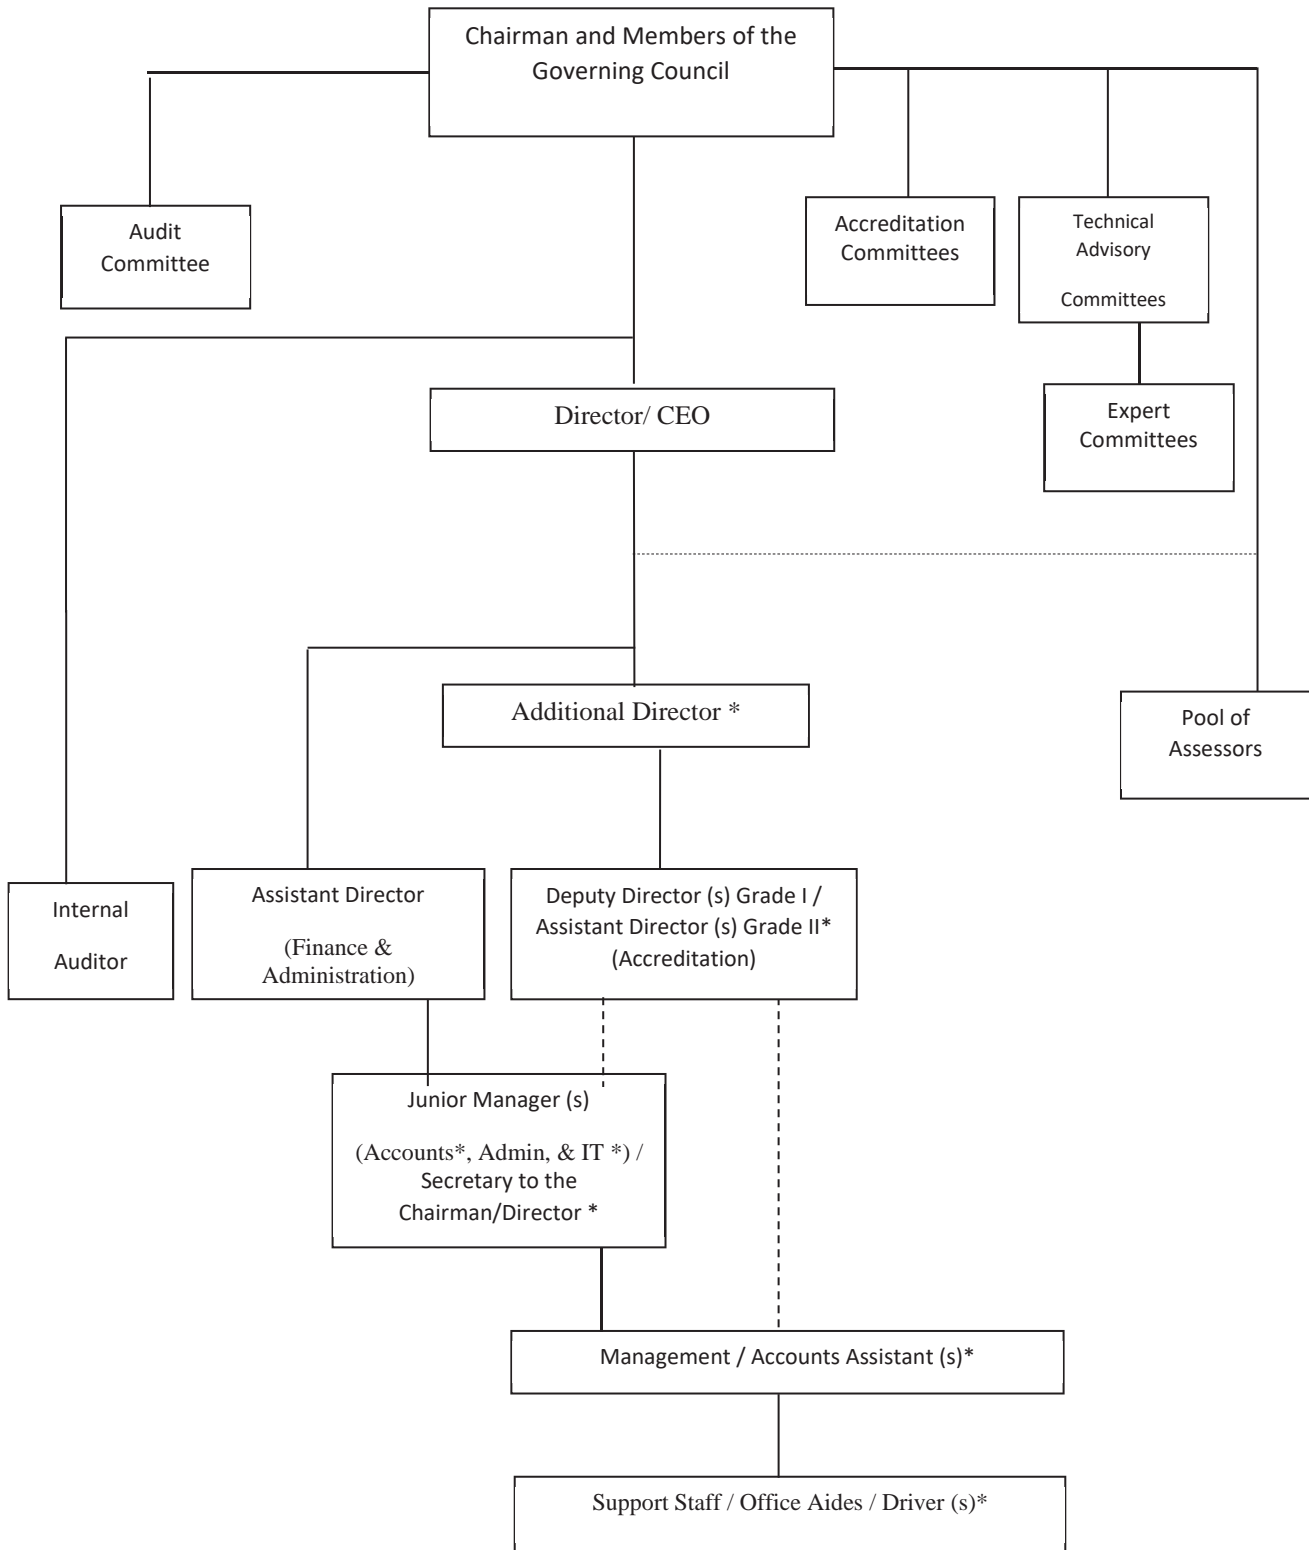 Chairman and Members of the
Governing Council
Audit
Committee
Accreditation
Committees
Technical
Advisory
Committees
Director/ CEO
Expert
Committees
Additional Director *
Pool of
Assessors
Internal
Auditor
Assistant Director
(Finance &
Administration)
Deputy Director (s) Grade I /
Assistant Director (s) Grade II*
(Accreditation)
Junior Manager (s)
(Accounts*, Admin, & IT *) /
Secretary to the
Chairman/Director *
Management / Accounts Assistant (s)*
Support Staff / Office Aides / Driver (s)*